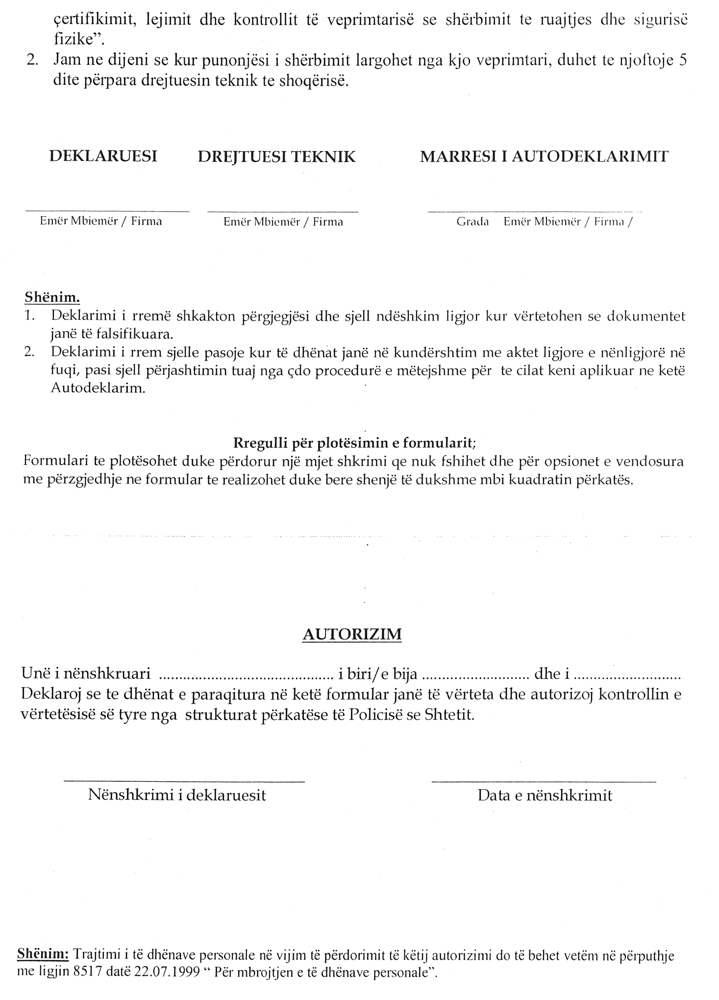 çertifikimit, lejimit dhe kontrollit të veprimtarisë se shërbimit te ruajtjes dhe sigurisë
fizike”.
2. Jam ne dijeni se kur punonjësi i shërbimit largohet nga kjo veprimtari, duhet te njoftoje 5
dite përpara drejtuesin teknik te shoqërisë.
DEKLARUESI DREJTUESI TEKNIK MARRESI I AUTODEKLARIMIT
Emër Mbiemër / Firma Emër Mbiemër / Firma Grada Emër Mbiemër / Firma /
Shënim.
1. Deklarimi i rremë shkakton përgjegjësi dhe sjell ndëshkim ligjor kur vërtetohen se dokumentet
janë të falsifikuara.
2. Deklarimi i rrem sjelle pasoje kur të dhënat janë në kundërshtim me aktet ligjore e nënligjorë në
fuqi, pasi sjell përjashtimin tuaj nga çdo procedurë e mëtejshme për te cilat keni aplikuar ne ketë
Autodeklarim.
Rregulli për plotësimin e formularit;
Formulari te plotësohet duke përdorur një mjet shkrimi qe nuk fshihet dhe për opsionet e vendosura
me përzgjedhje ne formular te realizohet duke bere shenjë të dukshme mbi kuadratin përkatës.
AUTORIZIM
Unë i nënshkruari ........................................... i biri/e bija .......................... dhe i ..........................
Deklaroj se te dhënat e paraqitura në ketë formular janë të vërteta dhe autorizoj kontrollin e
vërtetësisë së tyre nga strukturat përkatëse të Policisë se Shtetit.
Nënshkrimi i deklaruesit Data e nënshkrimit
Shënim: Trajtimi i të dhënave personale në vijim të përdorimit të këtij autorizimi do të behet vetëm në përputhje
me ligjin 8517 datë 22.07.1999 “ Për mbrojtjen e të dhënave personale”.